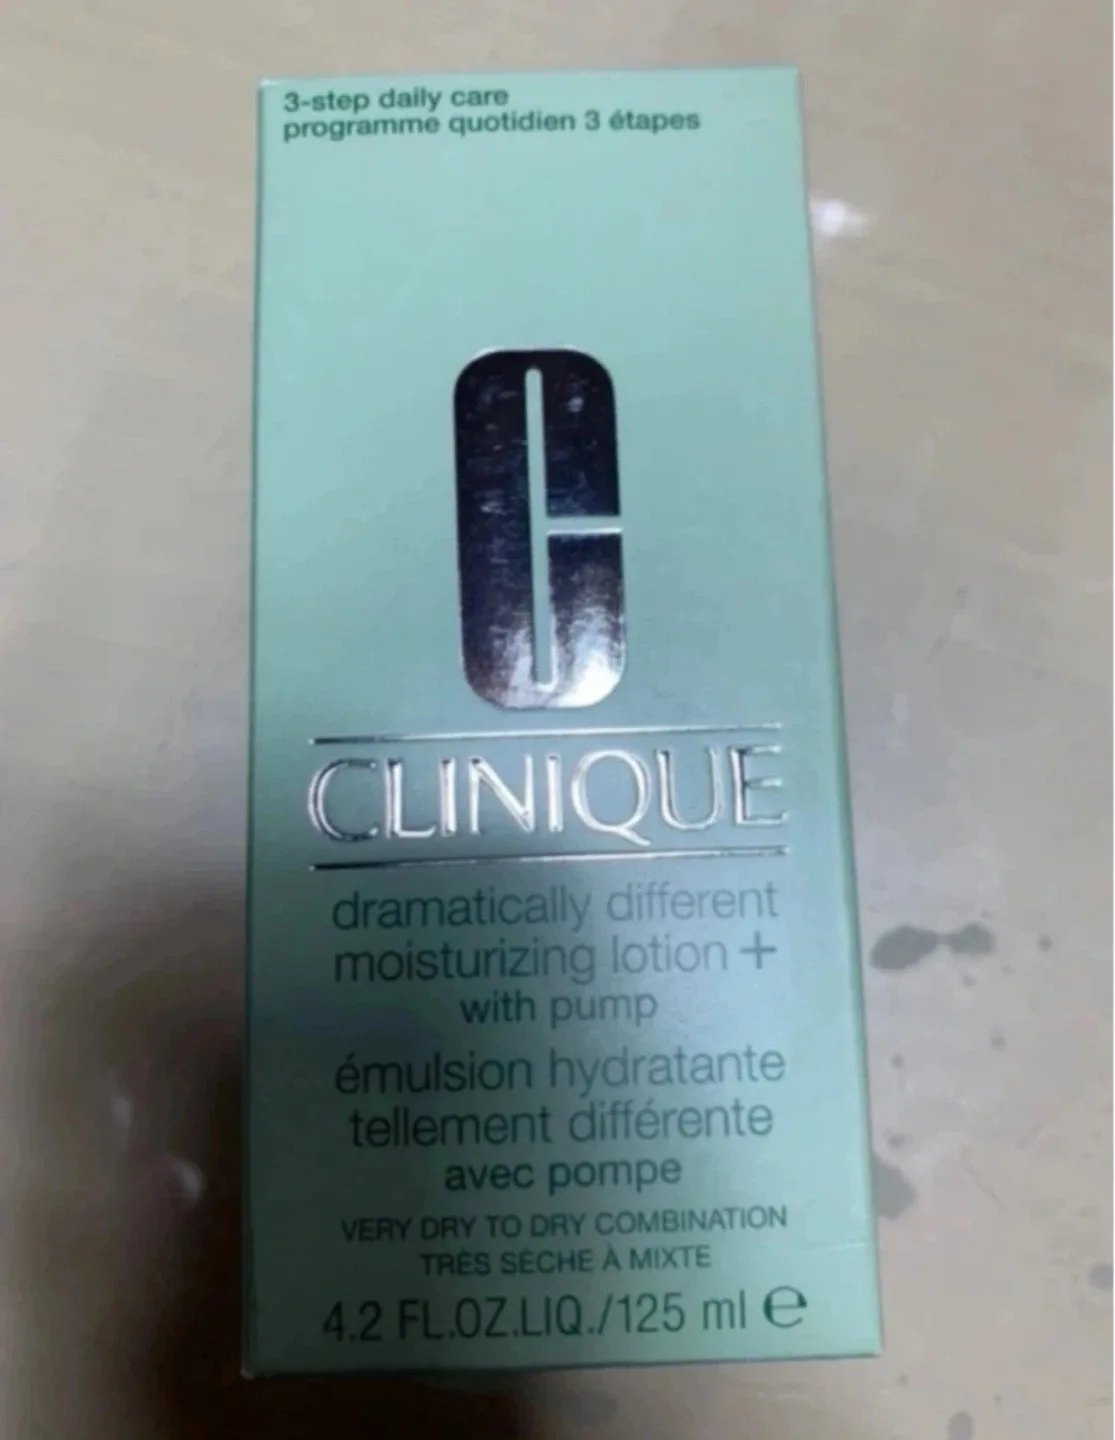 3-step daily care
programme quotidien 3 étapes
C
CLINIQUE
dramatically different
moisturizing lotion +
with pump
émulsion hydratante
tellement différente
avec pompe
VERY DRY TO DRY COMBINATION
TRÈS SÈCHE À MIXTE
4.2 FL.OZ.LIQ./125 ml ℮